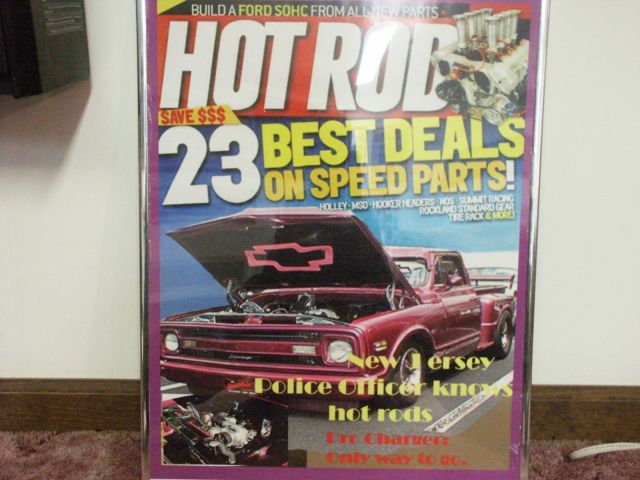 BUILD A FORD SOHC FROM ALL-NEW PARTS
HOT ROD
SAVE $$$
23 BEST DEALS
ON SPEED PARTS!
HOLLEY · MSD · HOOKER HEADERS · NOS · SUMMIT RACING
ROCKLAND STANDARD GEAR
TIRE RACK & MORE!
New Jersey
Police Officer knows
hot rods
Pro Charger:
Only way to go.